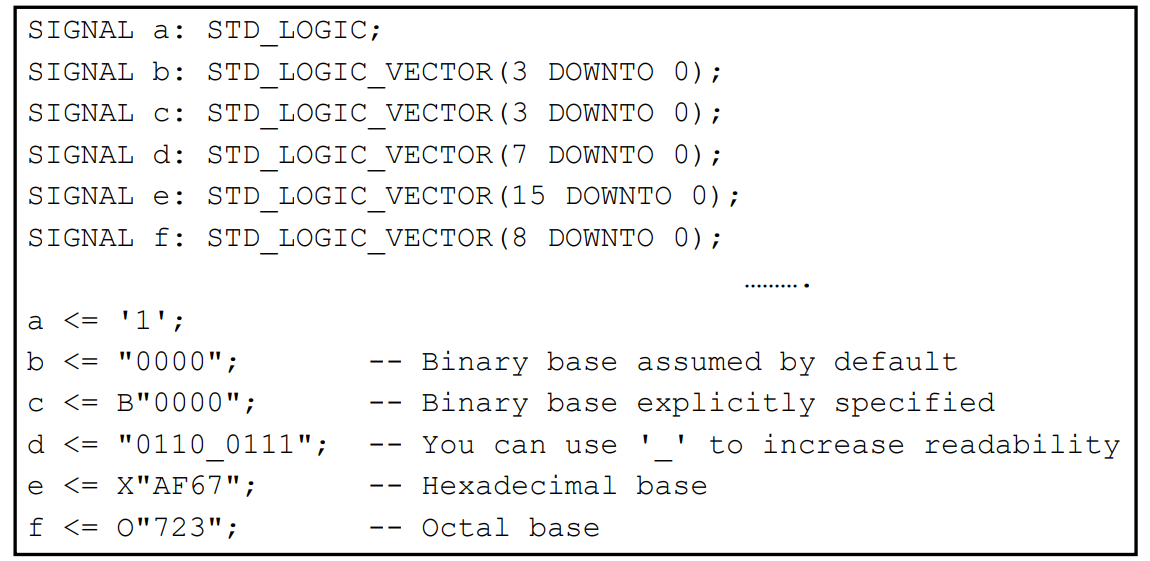 SIGNAL a: STD_LOGIC;
SIGNAL b: STD_LOGIC_VECTOR(3 DOWNTO 0);
SIGNAL c: STD_LOGIC_VECTOR(3 DOWNTO 0);
SIGNAL d: STD_LOGIC_VECTOR(7 DOWNTO 0);
SIGNAL e: STD_LOGIC_VECTOR(15 DOWNTO 0);
SIGNAL f: STD_LOGIC_VECTOR(8 DOWNTO 0);
……….
a <= '1';
b <= "0000";       -- Binary base assumed by default
c <= B"0000";      -- Binary base explicitly specified
d <= "0110_0111";  -- You can use '_' to increase readability
e <= X"AF67";      -- Hexadecimal base
f <= O"723";       -- Octal base